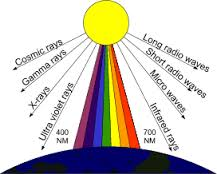 Cosmic rays
Gamma rays
X-rays
Ultra violet rays
400
NM
700
NM
Infrared rays
Micro waves
Short radio waves
Long radio waves